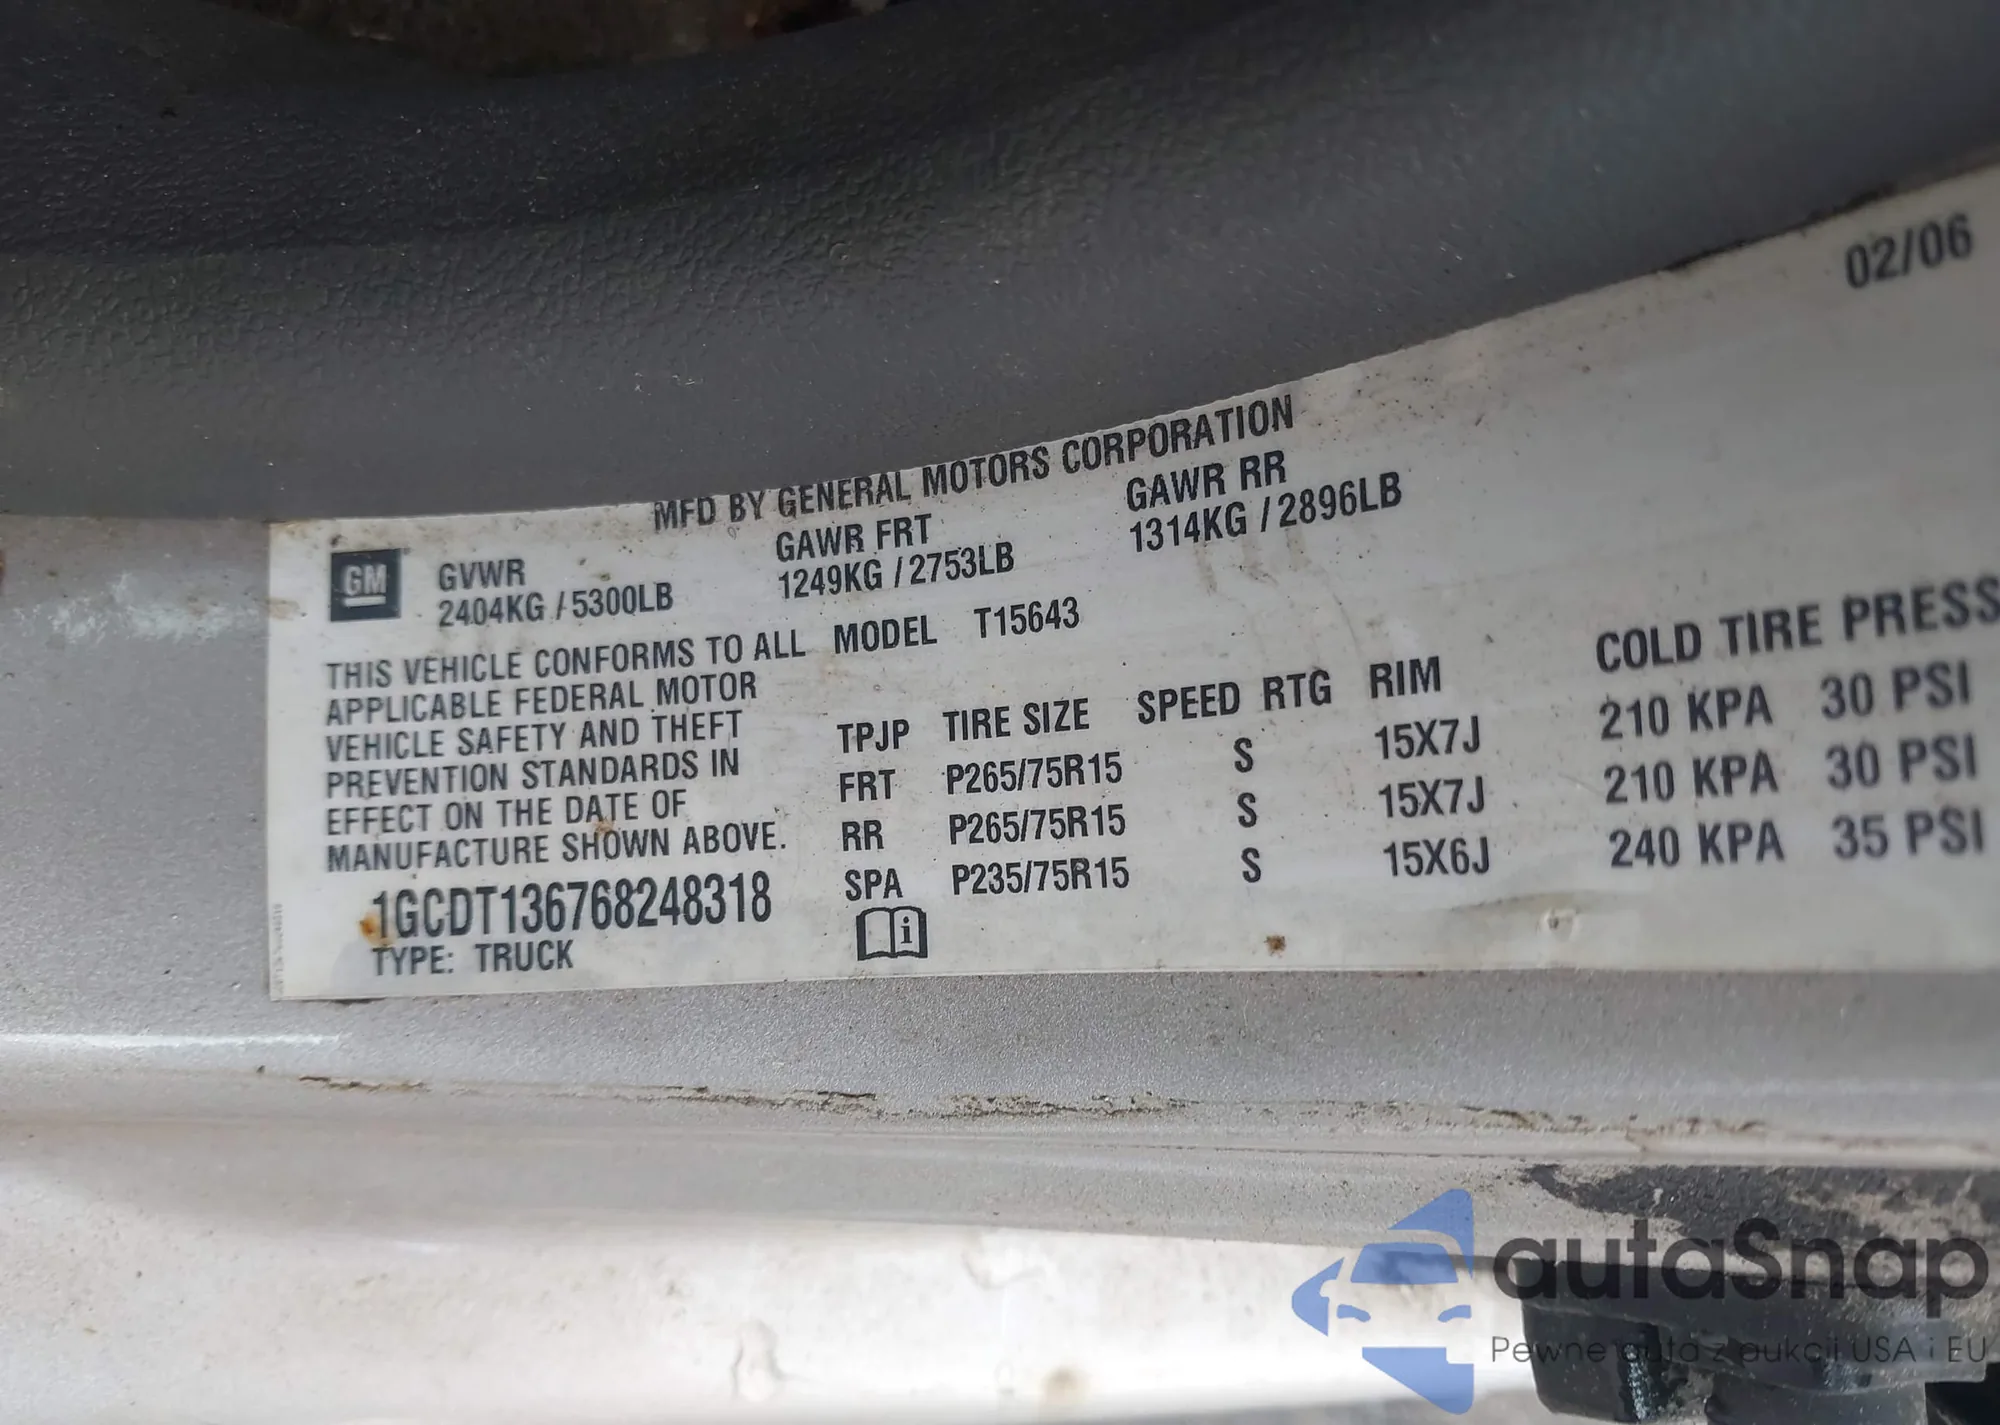 02/06
MFD BY GENERAL MOTORS CORPORATION
GM
GVWR GAWR FRT GAWR RR
2404KG / 5300LB 1249KG / 2753LB 1314KG / 2896LB
THIS VEHICLE CONFORMS TO ALL
APPLICABLE FEDERAL MOTOR
VEHICLE SAFETY AND THEFT
PREVENTION STANDARDS IN
EFFECT ON THE DATE OF
MANUFACTURE SHOWN ABOVE.
1GCDT136768248318
TYPE: TRUCK
MODEL T15643
TPJP TIRE SIZE SPEED RTG RIM COLD TIRE PRESS
FRT P265/75R15 S 15X7J 210 KPA 30 PSI
RR P265/75R15 S 15X7J 210 KPA 30 PSI
SPA P235/75R15 S 15X6J 240 KPA 35 PSI
i
autaSnap
Pewne auta z aukcji USA i EU